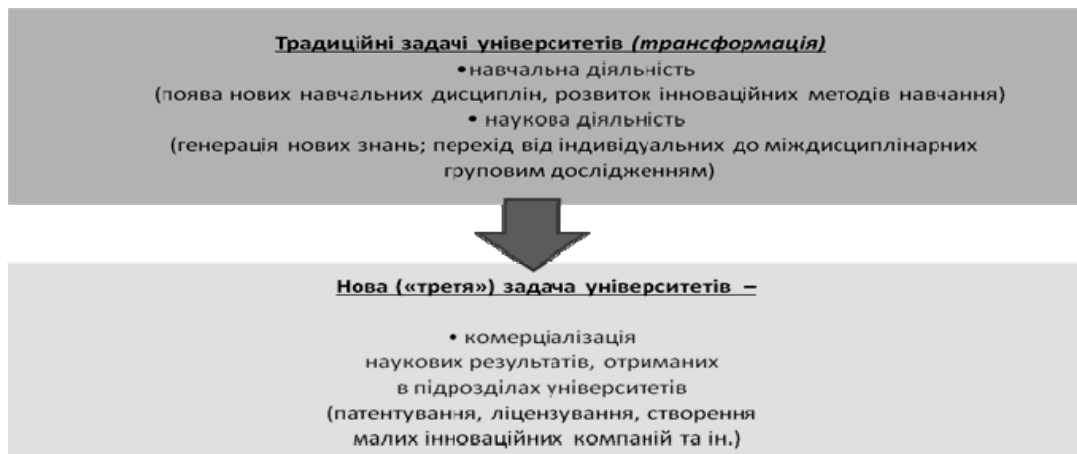 Традиційні задачі університетів (трансформація)
•навчальна діяльність
(поява нових навчальних дисциплін, розвиток інноваційних методів навчання)
• наукова діяльність
(генерація нових знань; перехід від індивідуальних до міждисциплінарних
груповим дослідженням)
Нова («третя») задача університетів –
• комерціалізація
наукових результатів, отриманих
в підрозділах університетів
(патентування, ліцензування, створення
малих інноваційних компаній та ін.)